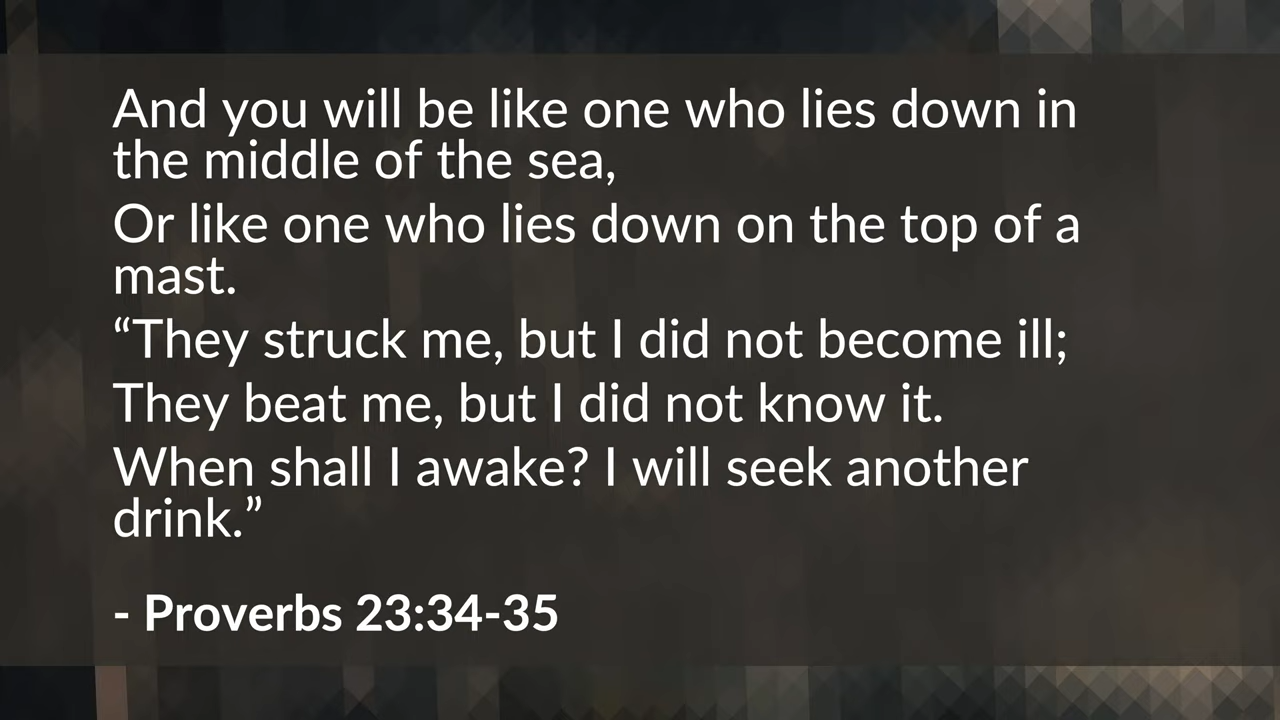 And you will be like one who lies down in
the middle of the sea,
Or like one who lies down on the top of a
mast.
“They struck me, but I did not become ill;
They beat me, but I did not know it.
When shall I awake? I will seek another
drink.”
- Proverbs 23:34-35